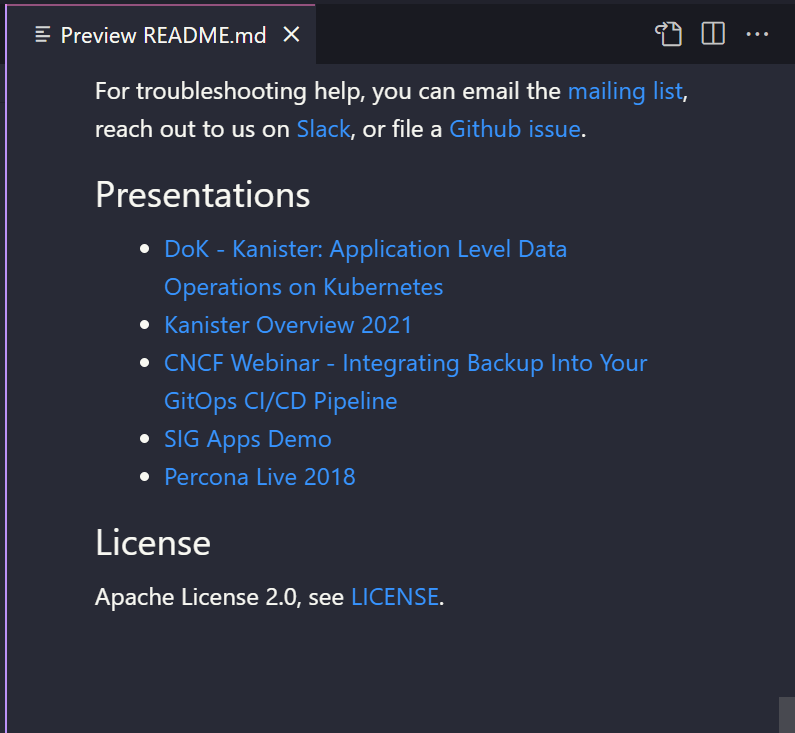 Preview README.md
For troubleshooting help, you can email the mailing list,
reach out to us on Slack, or file a Github issue.
Presentations
DoK - Kanister: Application Level Data
Operations on Kubernetes
Kanister Overview 2021
CNCF Webinar - Integrating Backup Into Your
GitOps CI/CD Pipeline
SIG Apps Demo
Percona Live 2018
License
Apache License 2.0, see LICENSE.